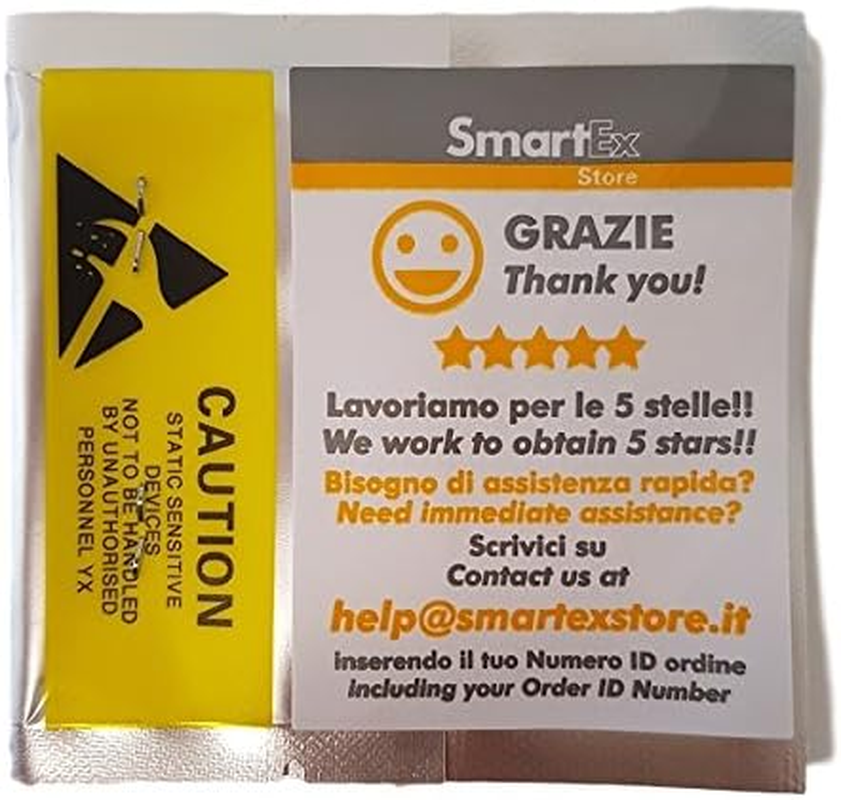 CAUTION
STATIC SENSITIVE
DEVICES
NOT TO BE HANDLED
BY UNAUTHORISED
PERSONNEL YX
SmartEx
Store
GRAZIE
Thank you!
Lavoriamo per le 5 stelle!!
We work to obtain 5 stars!!
Bisogno di assistenza rapida?
Need immediate assistance?
Scrivici su
Contact us at
help@smartexstore.it
inserendo il tuo Numero ID ordine
including your Order ID Number